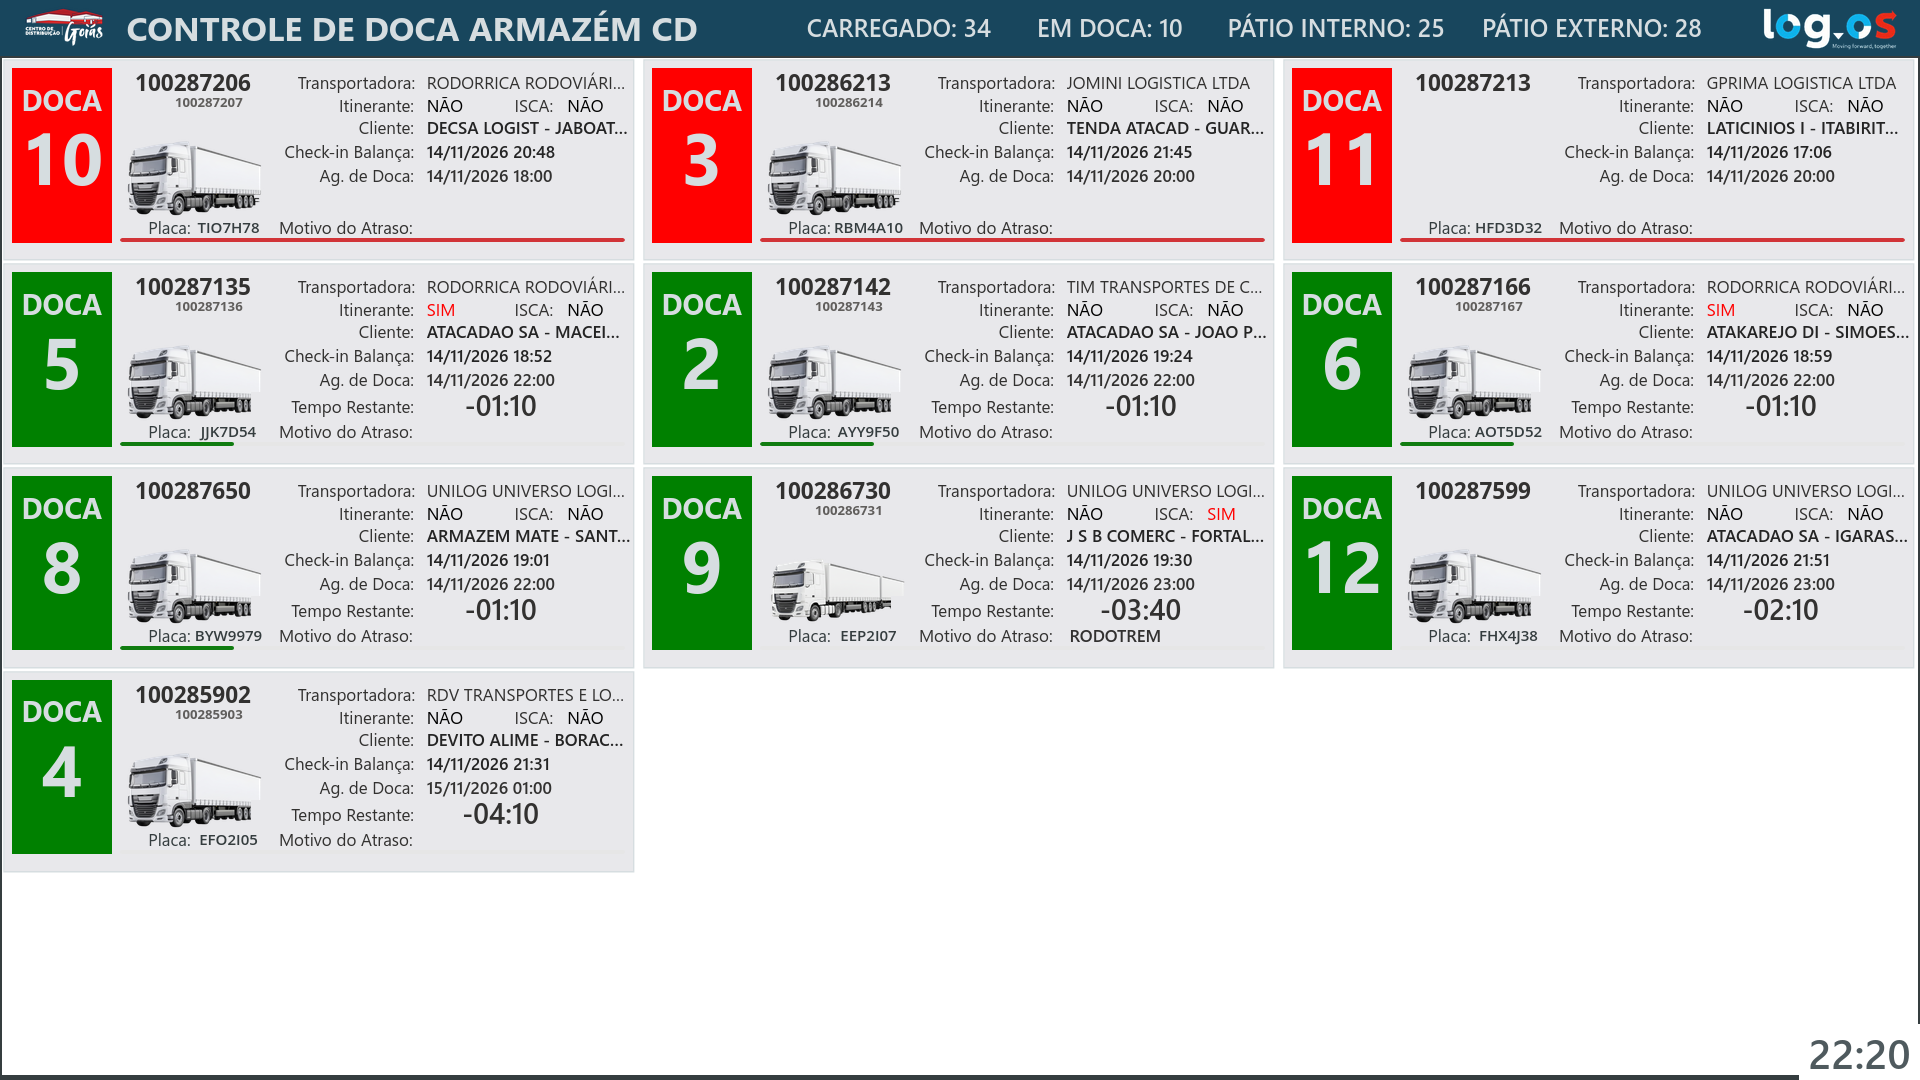 CENTRO DE DISTRIBUIÇÃO Goiás
CONTROLE DE DOCA ARMAZÉM CD
CARREGADO: 34 EM DOCA: 10 PÁTIO INTERNO: 25 PÁTIO EXTERNO: 28
log.os
Moving forward, together
DOCA
10
100287206
100287207
Transportadora: RODORRICA RODOVIÁRI...
Itinerante: NÃO ISCA: NÃO
Cliente: DECSA LOGIST - JABOAT...
Check-in Balança: 14/11/2026 20:48
Ag. de Doca: 14/11/2026 18:00
Placa: TIO7H78 Motivo do Atraso:
DOCA
3
100286213
100286214
Transportadora: JOMINI LOGISTICA LTDA
Itinerante: NÃO ISCA: NÃO
Cliente: TENDA ATACAD - GUAR...
Check-in Balança: 14/11/2026 21:45
Ag. de Doca: 14/11/2026 20:00
Placa: RBM4A10 Motivo do Atraso:
DOCA
11
100287213
Transportadora: GPRIMA LOGISTICA LTDA
Itinerante: NÃO ISCA: NÃO
Cliente: LATICINIOS I - ITABIRIT...
Check-in Balança: 14/11/2026 17:06
Ag. de Doca: 14/11/2026 20:00
Placa: HFD3D32 Motivo do Atraso:
DOCA
5
100287135
100287136
Transportadora: RODORRICA RODOVIÁRI...
Itinerante: SIM ISCA: NÃO
Cliente: ATACADAO SA - MACEI...
Check-in Balança: 14/11/2026 18:52
Ag. de Doca: 14/11/2026 22:00
Tempo Restante: -01:10
Placa: JJK7D54 Motivo do Atraso:
DOCA
2
100287142
100287143
Transportadora: TIM TRANSPORTES DE C...
Itinerante: NÃO ISCA: NÃO
Cliente: ATACADAO SA - JOAO P...
Check-in Balança: 14/11/2026 19:24
Ag. de Doca: 14/11/2026 22:00
Tempo Restante: -01:10
Placa: AYY9F50 Motivo do Atraso:
DOCA
6
100287166
100287167
Transportadora: RODORRICA RODOVIÁRI...
Itinerante: SIM ISCA: NÃO
Cliente: ATAKAREJO DI - SIMOES...
Check-in Balança: 14/11/2026 18:59
Ag. de Doca: 14/11/2026 22:00
Tempo Restante: -01:10
Placa: AOT5D52 Motivo do Atraso:
DOCA
8
100287650
Transportadora: UNILOG UNIVERSO LOGI...
Itinerante: NÃO ISCA: NÃO
Cliente: ARMAZEM MATE - SANT...
Check-in Balança: 14/11/2026 19:01
Ag. de Doca: 14/11/2026 22:00
Tempo Restante: -01:10
Placa: BYW9979 Motivo do Atraso:
DOCA
9
100286730
100286731
Transportadora: UNILOG UNIVERSO LOGI...
Itinerante: NÃO ISCA: SIM
Cliente: J S B COMERC - FORTAL...
Check-in Balança: 14/11/2026 19:30
Ag. de Doca: 14/11/2026 23:00
Tempo Restante: -03:40
Placa: EEP2I07 Motivo do Atraso: RODOTREM
DOCA
12
100287599
Transportadora: UNILOG UNIVERSO LOGI...
Itinerante: NÃO ISCA: NÃO
Cliente: ATACADAO SA - IGARAS...
Check-in Balança: 14/11/2026 21:51
Ag. de Doca: 14/11/2026 23:00
Tempo Restante: -02:10
Placa: FHX4J38 Motivo do Atraso:
DOCA
4
100285902
100285903
Transportadora: RDV TRANSPORTES E LO...
Itinerante: NÃO ISCA: NÃO
Cliente: DEVITO ALIME - BORAC...
Check-in Balança: 14/11/2026 21:31
Ag. de Doca: 15/11/2026 01:00
Tempo Restante: -04:10
Placa: EFO2I05 Motivo do Atraso:
22:20